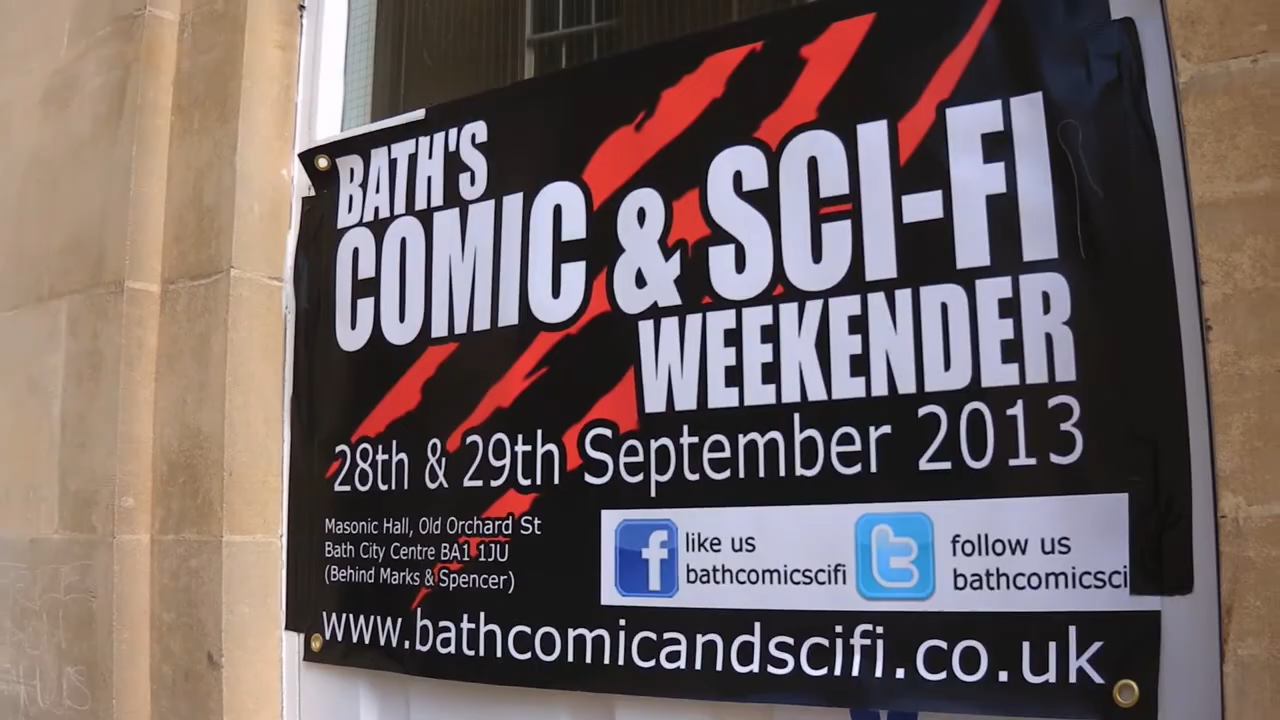 BATH'S
COMIC & SCI-FI
WEEKENDER
28th & 29th September 2013
Masonic Hall, Old Orchard St
Bath City Centre BA1 1JU
(Behind Marks & Spencer)
like us
bathcomicscifi
follow us
bathcomicsci
www.bathcomicandscifi.co.uk